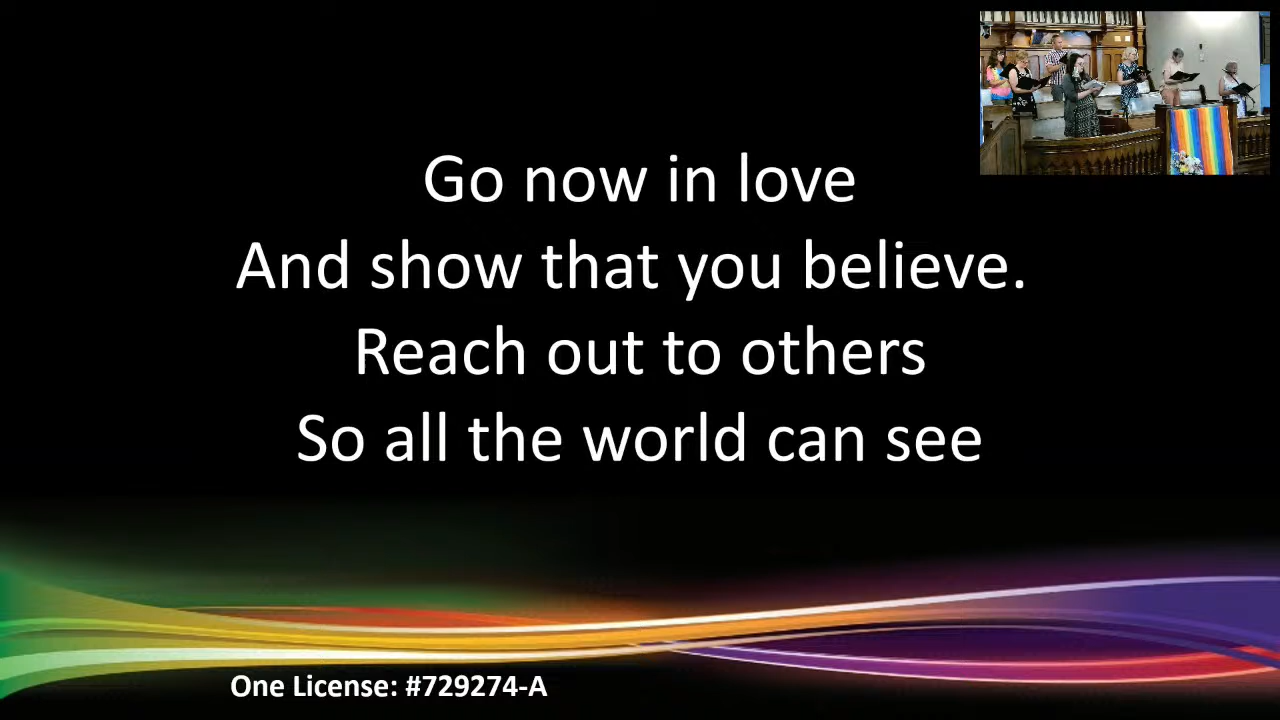 Go now in love
And show that you believe.
Reach out to others
So all the world can see
One License: #729274-A